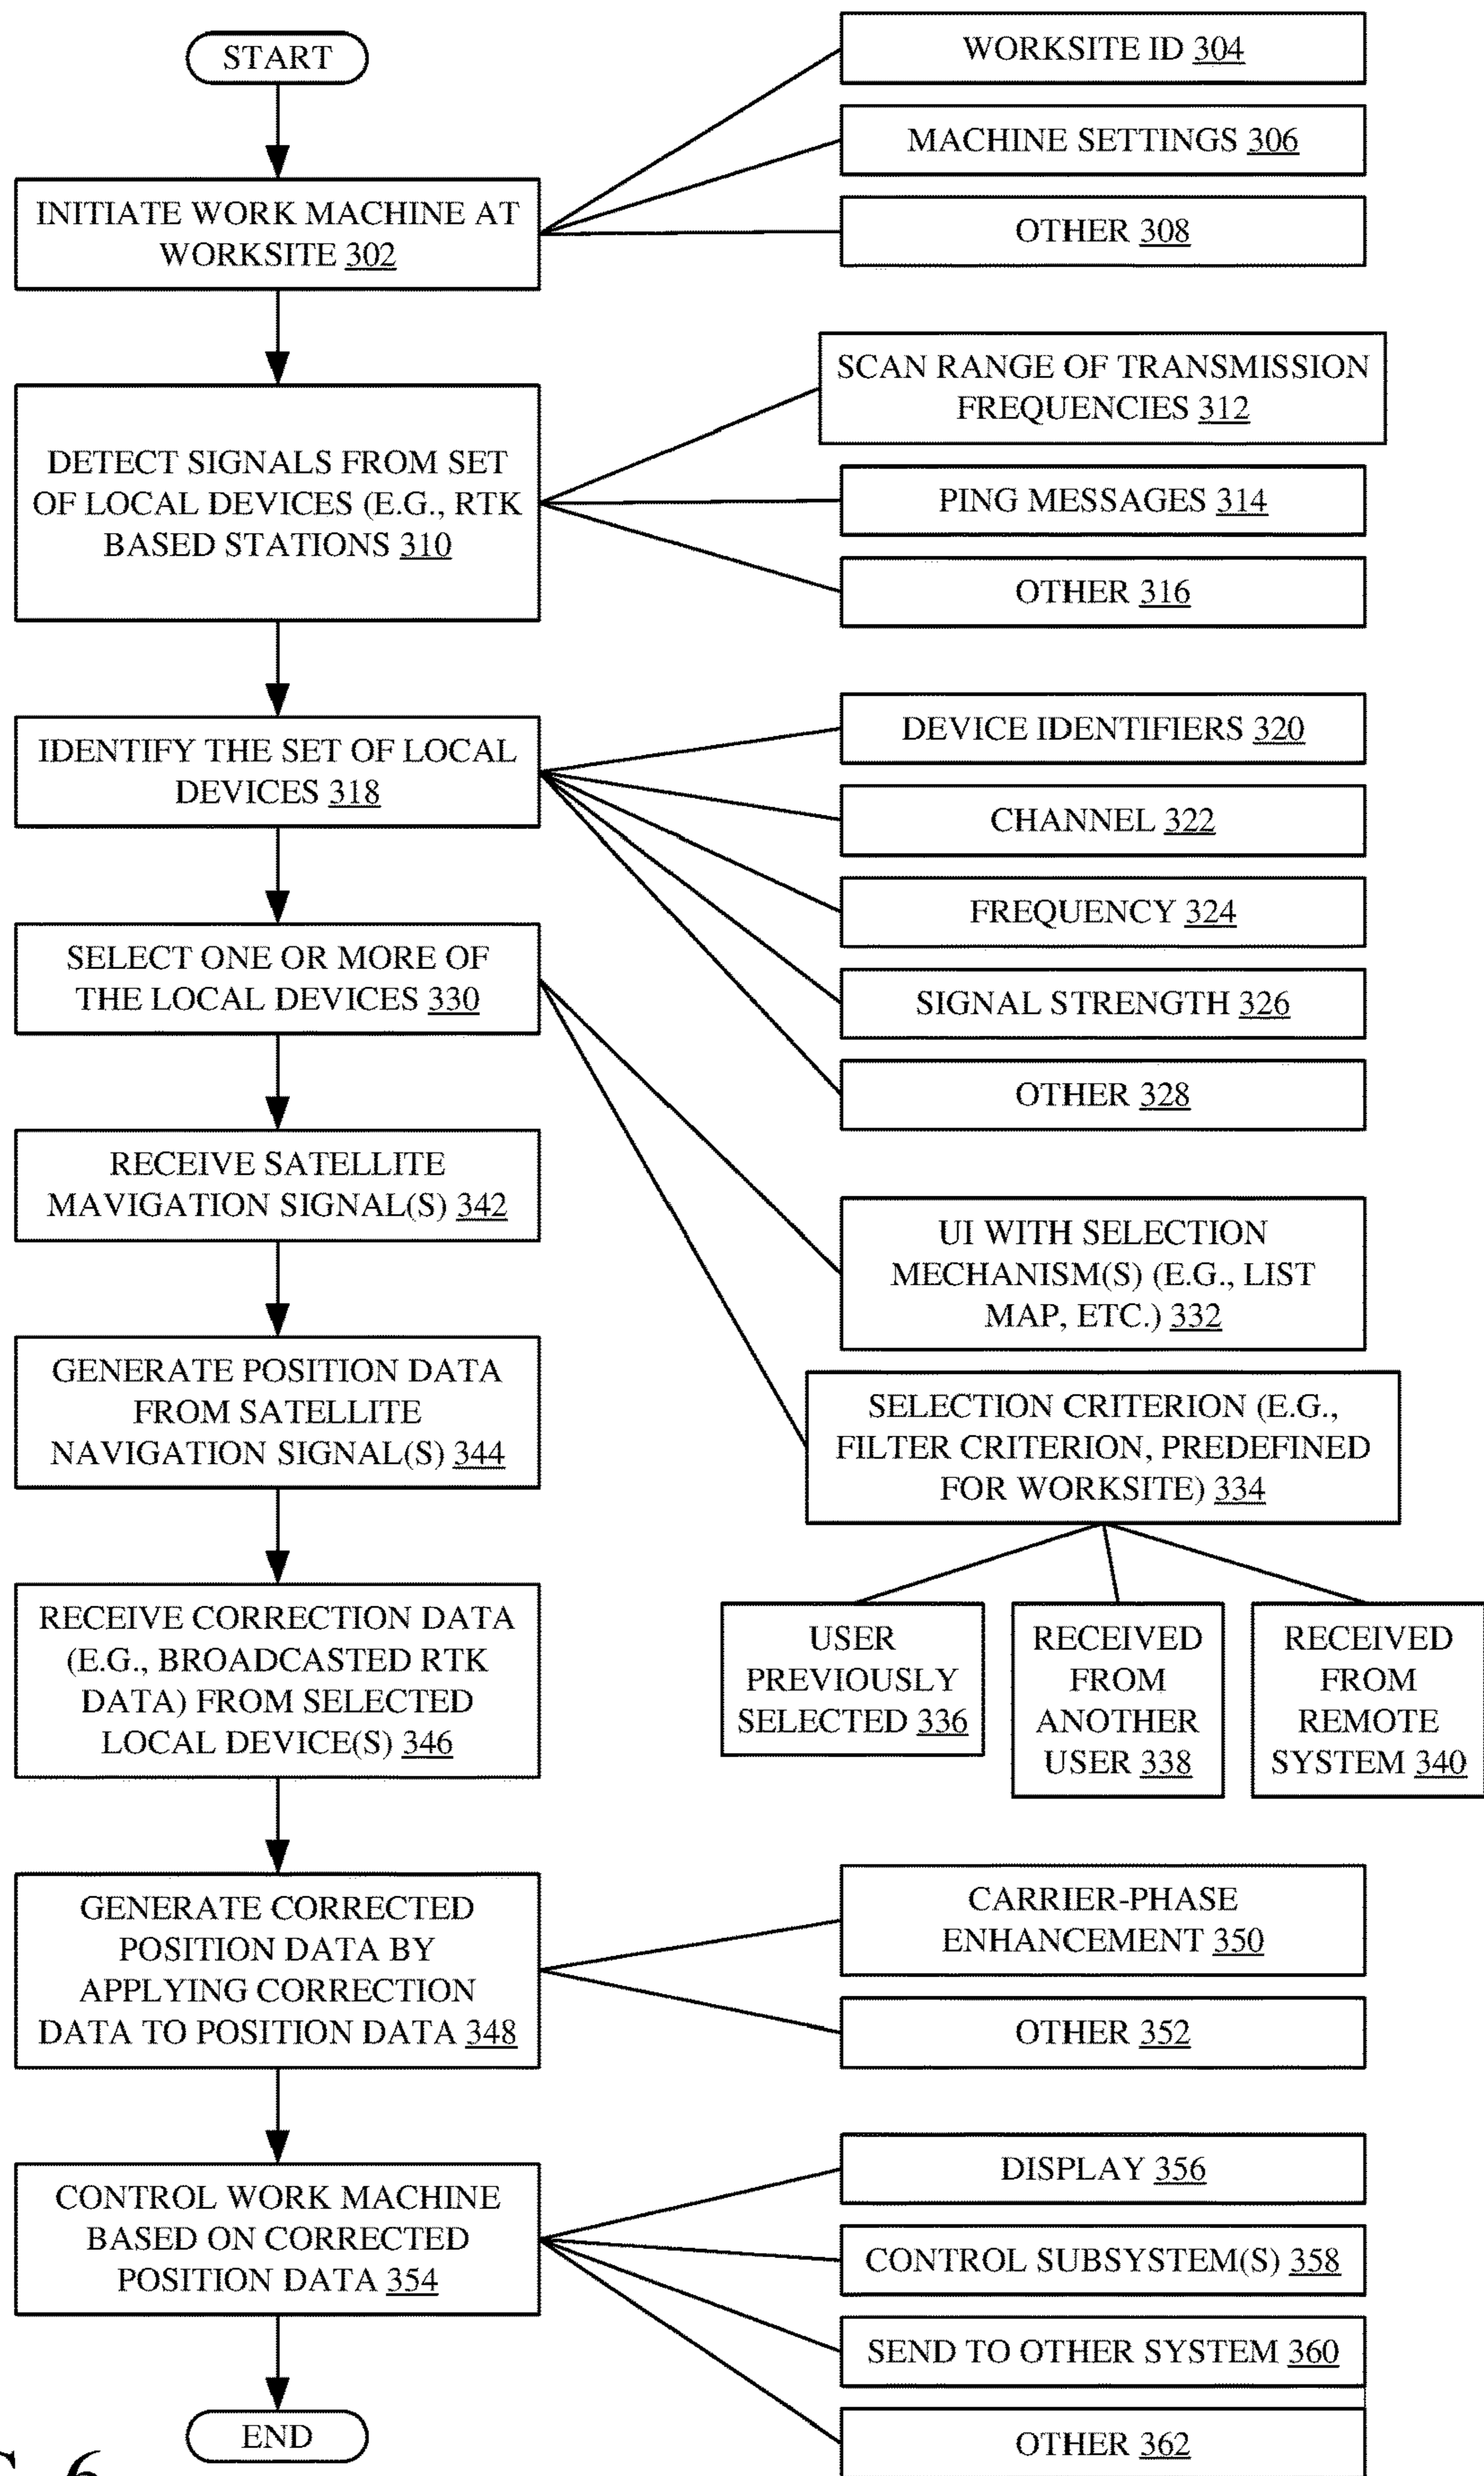 START
INITIATE WORK MACHINE AT
WORKSITE 302
WORKSITE ID 304
MACHINE SETTINGS 306
OTHER 308
DETECT SIGNALS FROM SET
OF LOCAL DEVICES (E.G., RTK
BASED STATIONS 310
SCAN RANGE OF TRANSMISSION
FREQUENCIES 312
PING MESSAGES 314
OTHER 316
IDENTIFY THE SET OF LOCAL
DEVICES 318
DEVICE IDENTIFIERS 320
CHANNEL 322
FREQUENCY 324
SIGNAL STRENGTH 326
OTHER 328
SELECT ONE OR MORE OF
THE LOCAL DEVICES 330
UI WITH SELECTION
MECHANISM(S) (E.G., LIST
MAP, ETC.) 332
SELECTION CRITERION (E.G.,
FILTER CRITERION, PREDEFINED
FOR WORKSITE) 334
USER
PREVIOUSLY
SELECTED 336
RECEIVED
FROM
ANOTHER
USER 338
RECEIVED
FROM
REMOTE
SYSTEM 340
RECEIVE SATELLITE
MAVIGATION SIGNAL(S) 342
GENERATE POSITION DATA
FROM SATELLITE
NAVIGATION SIGNAL(S) 344
RECEIVE CORRECTION DATA
(E.G., BROADCASTED RTK
DATA) FROM SELECTED
LOCAL DEVICE(S) 346
GENERATE CORRECTED
POSITION DATA BY
APPLYING CORRECTION
DATA TO POSITION DATA 348
CARRIER-PHASE
ENHANCEMENT 350
OTHER 352
CONTROL WORK MACHINE
BASED ON CORRECTED
POSITION DATA 354
DISPLAY 356
CONTROL SUBSYSTEM(S) 358
SEND TO OTHER SYSTEM 360
OTHER 362
END